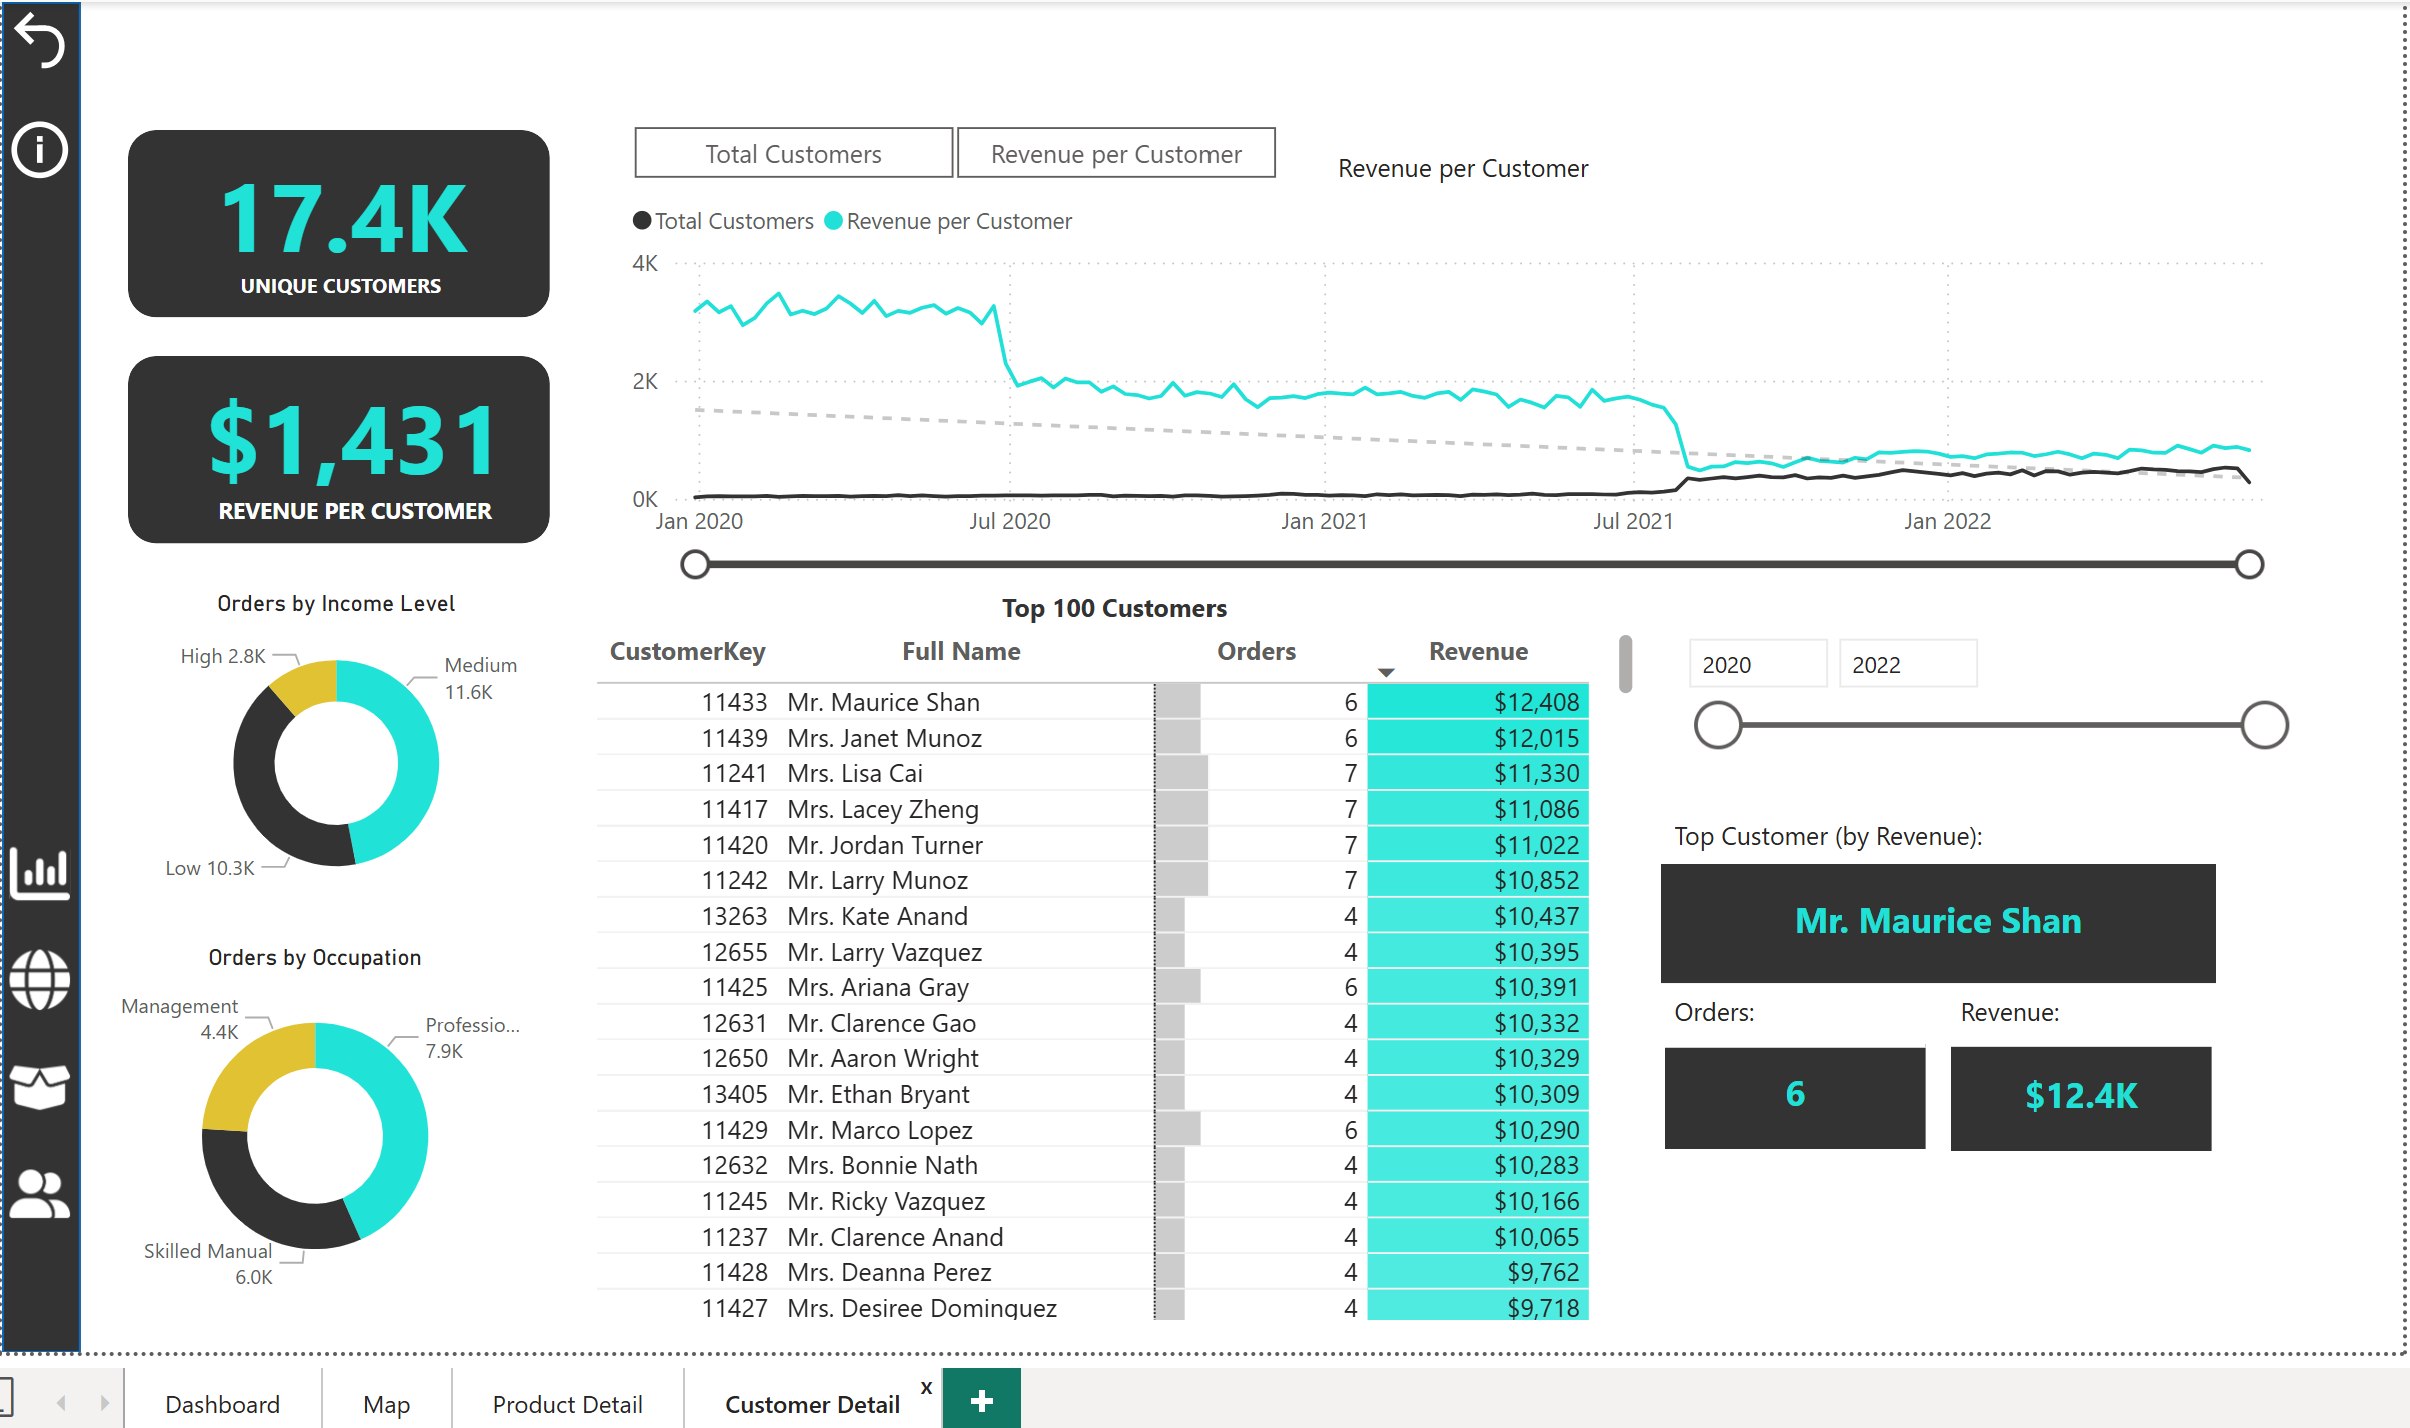 17.4K
UNIQUE CUSTOMERS
$1,431
REVENUE PER CUSTOMER
Total Customers
Revenue per Customer
Revenue per Customer
Total Customers Revenue per Customer
4K
2K
0K
Jan 2020 Jul 2020 Jan 2021 Jul 2021 Jan 2022
Orders by Income Level
High 2.8K
Medium
11.6K
Low 10.3K
Orders by Occupation
Management
4.4K
Professio...
7.9K
Skilled Manual
6.0K
Top 100 Customers
CustomerKey Full Name Orders Revenue
11433 Mr. Maurice Shan 6 $12,408
11439 Mrs. Janet Munoz 6 $12,015
11241 Mrs. Lisa Cai 7 $11,330
11417 Mrs. Lacey Zheng 7 $11,086
11420 Mr. Jordan Turner 7 $11,022
11242 Mr. Larry Munoz 7 $10,852
13263 Mrs. Kate Anand 4 $10,437
12655 Mr. Larry Vazquez 4 $10,395
11425 Mrs. Ariana Gray 6 $10,391
12631 Mr. Clarence Gao 4 $10,332
12650 Mr. Aaron Wright 4 $10,329
13405 Mr. Ethan Bryant 4 $10,309
11429 Mr. Marco Lopez 6 $10,290
12632 Mrs. Bonnie Nath 4 $10,283
11245 Mr. Ricky Vazquez 4 $10,166
11237 Mr. Clarence Anand 4 $10,065
11428 Mrs. Deanna Perez 4 $9,762
11427 Mrs. Desiree Dominguez 4 $9,718
2020 2022
Top Customer (by Revenue):
Mr. Maurice Shan
Orders: Revenue:
6 $12.4K
Dashboard Map Product Detail Customer Detail x +